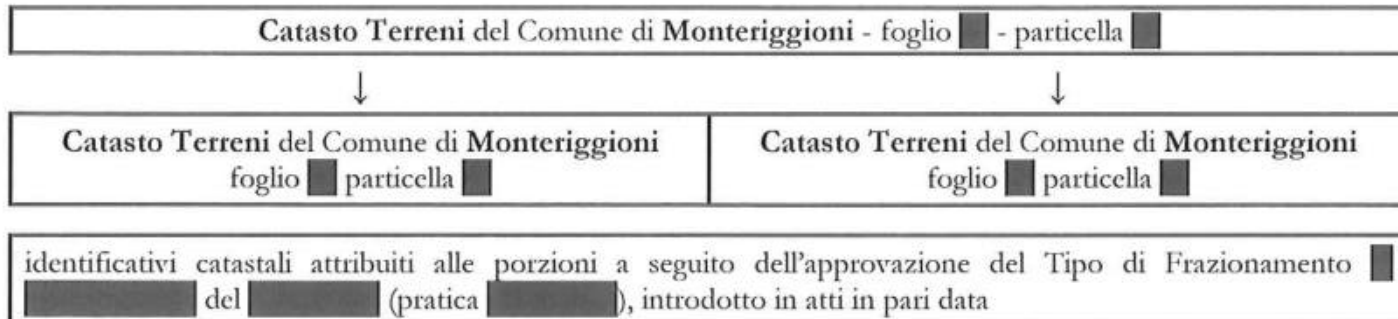 Catasto Terreni del Comune di Monteriggioni - foglio - particella
↓ ↓
Catasto Terreni del Comune di Monteriggioni
foglio particella
Catasto Terreni del Comune di Monteriggioni
foglio particella
identificativi catastali attribuiti alle porzioni a seguito dell'approvazione del Tipo di Frazionamento
del (pratica ), introdotto in atti in pari data